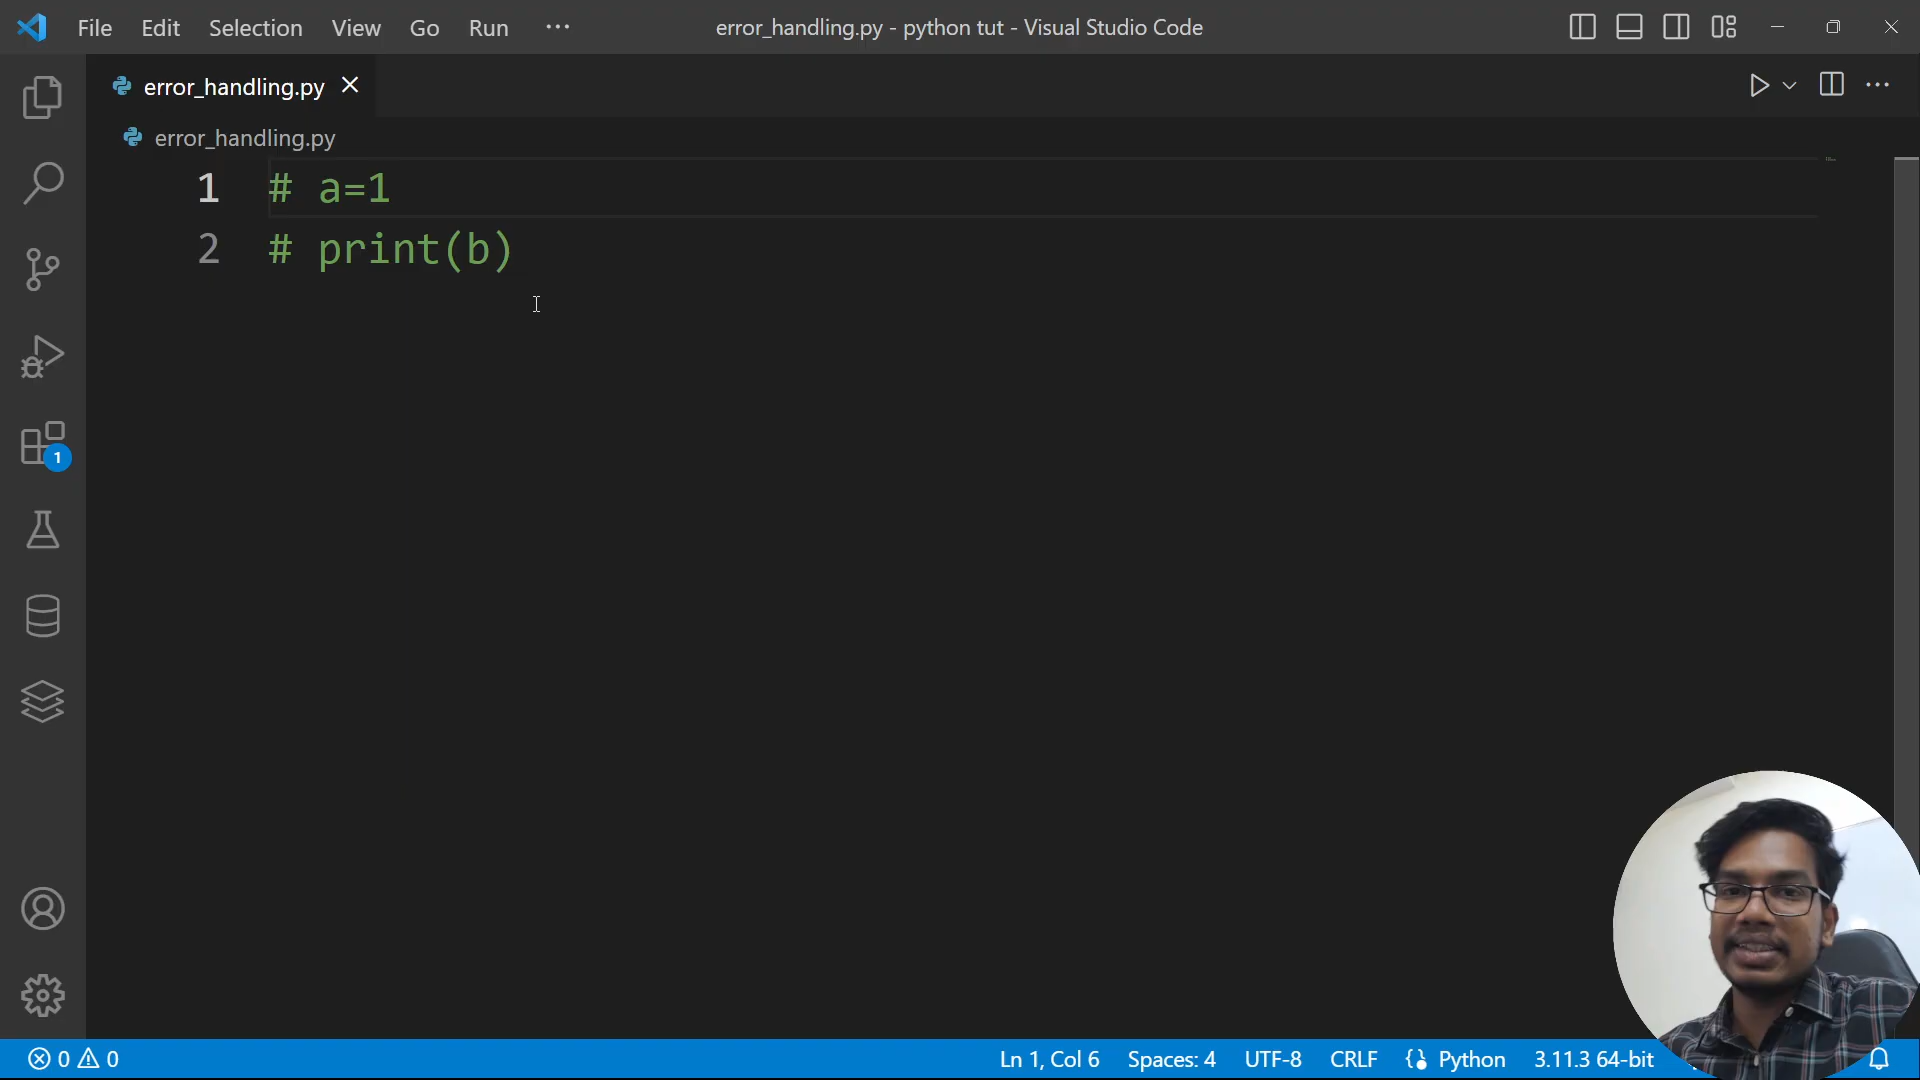 File Edit Selection View Go Run ··· error_handling.py - python tut - Visual Studio Code
error_handling.py
error_handling.py
1 # a=1
2 # print(b)
1
0 0 Ln 1, Col 6 Spaces: 4 UTF-8 CRLF {} Python 3.11.3 64-bit